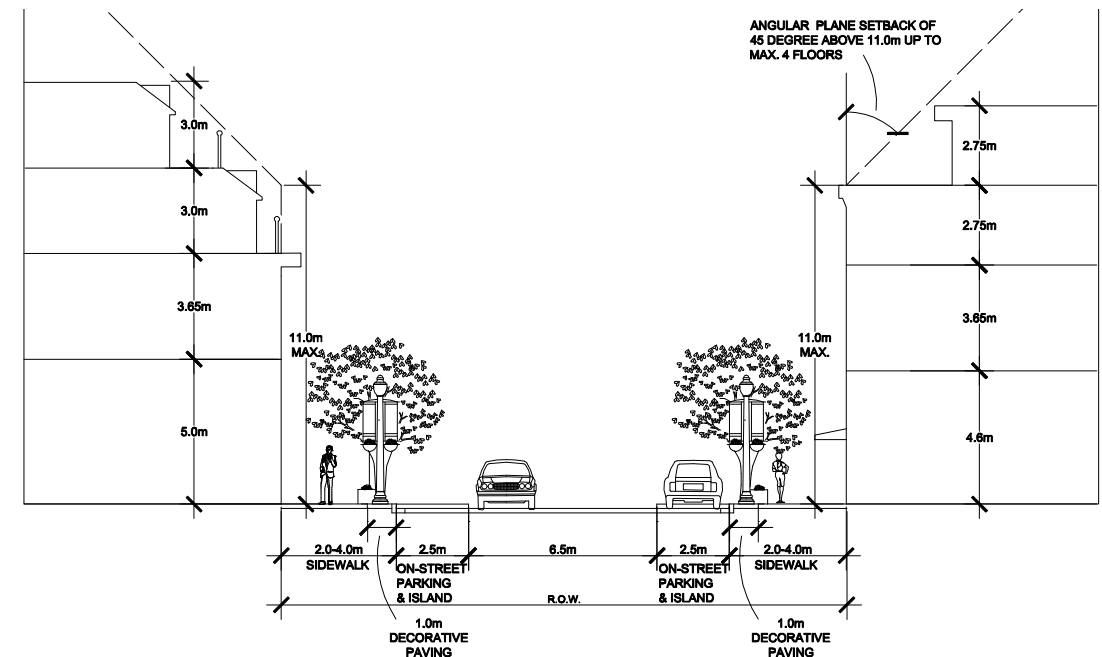 ANGULAR PLANE SETBACK OF
45 DEGREE ABOVE 11.0m UP TO
MAX. 4 FLOORS
3.0m
3.0m
3.65m
5.0m
11.0m
MAX.
11.0m
MAX.
2.75m
2.75m
3.65m
4.6m
2.0-4.0m
SIDEWALK
2.5m
ON-STREET
PARKING
& ISLAND
6.5m
2.5m
ON-STREET
PARKING
& ISLAND
2.0-4.0m
SIDEWALK
R.O.W.
1.0m
DECORATIVE
PAVING
1.0m
DECORATIVE
PAVING